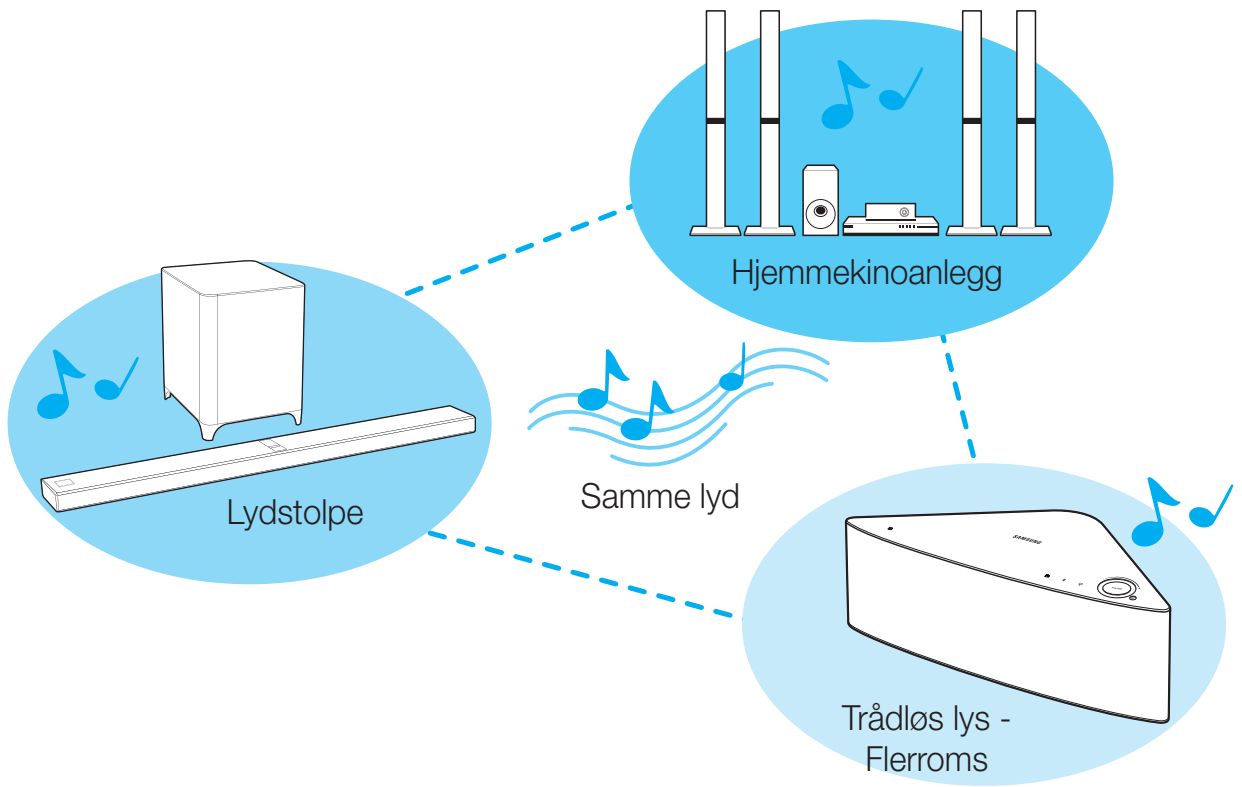 Hjemmekinoanlegg
Lydstolpe
Samme lyd
SAMSUNG
Trådløs lys -
Flerroms